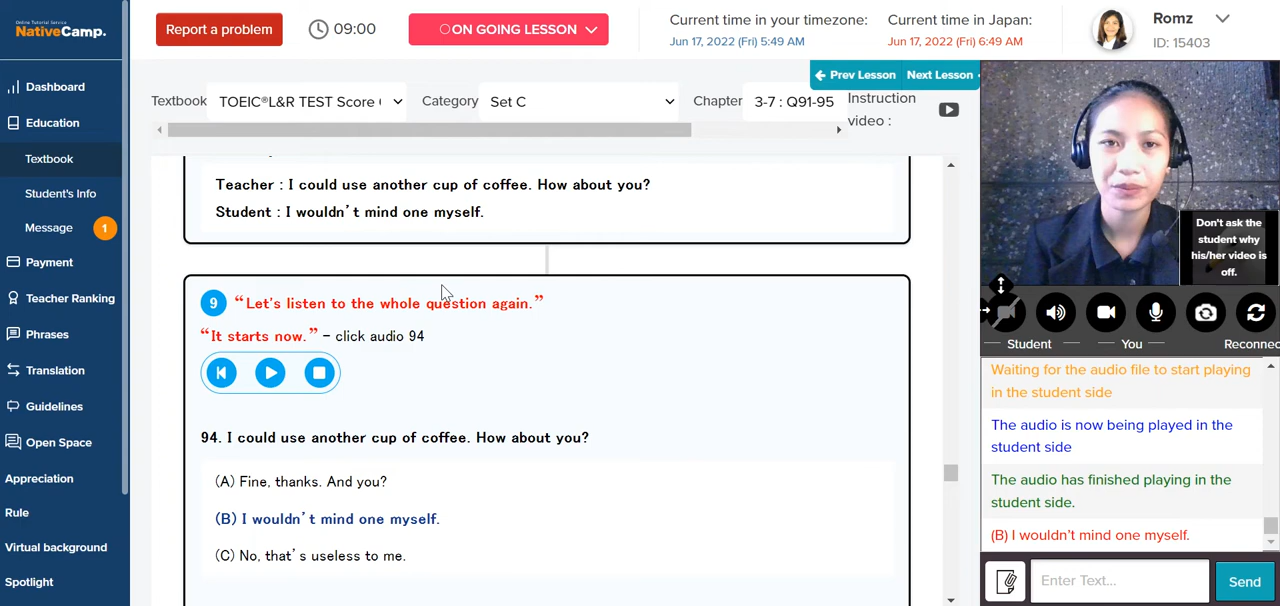 Online Tutorial Service
NativeCamp.
Report a problem
09:00
ON GOING LESSON
Current time in your timezone:
Jun 17, 2022 (Fri) 5:49 AM
Current time in Japan:
Jun 17, 2022 (Fri) 6:49 AM
Romz
ID: 15403
Dashboard
Education
Textbook
Student's Info
Message
1
Payment
Teacher Ranking
Phrases
Translation
Guidelines
Open Space
Appreciation
Rule
Virtual background
Spotlight
Prev Lesson
Next Lesson
Textbook
TOEIC®L&R TEST Score
Category
Set C
Chapter
3-7 : Q91-95
Instruction
video :
Teacher : I could use another cup of coffee. How about you?
Student : I wouldn't mind one myself.
9
"Let's listen to the whole question again."
"It starts now." - click audio 94
94. I could use another cup of coffee. How about you?
(A) Fine, thanks. And you?
(B) I wouldn't mind one myself.
(C) No, that's useless to me.
Don't ask the
student why
his/her video is
off.
Student
You
Reconnec
Waiting for the audio file to start playing
in the student side
The audio is now being played in the
student side
The audio has finished playing in the
student side.
(B) I wouldn't mind one myself.
Enter Text...
Send